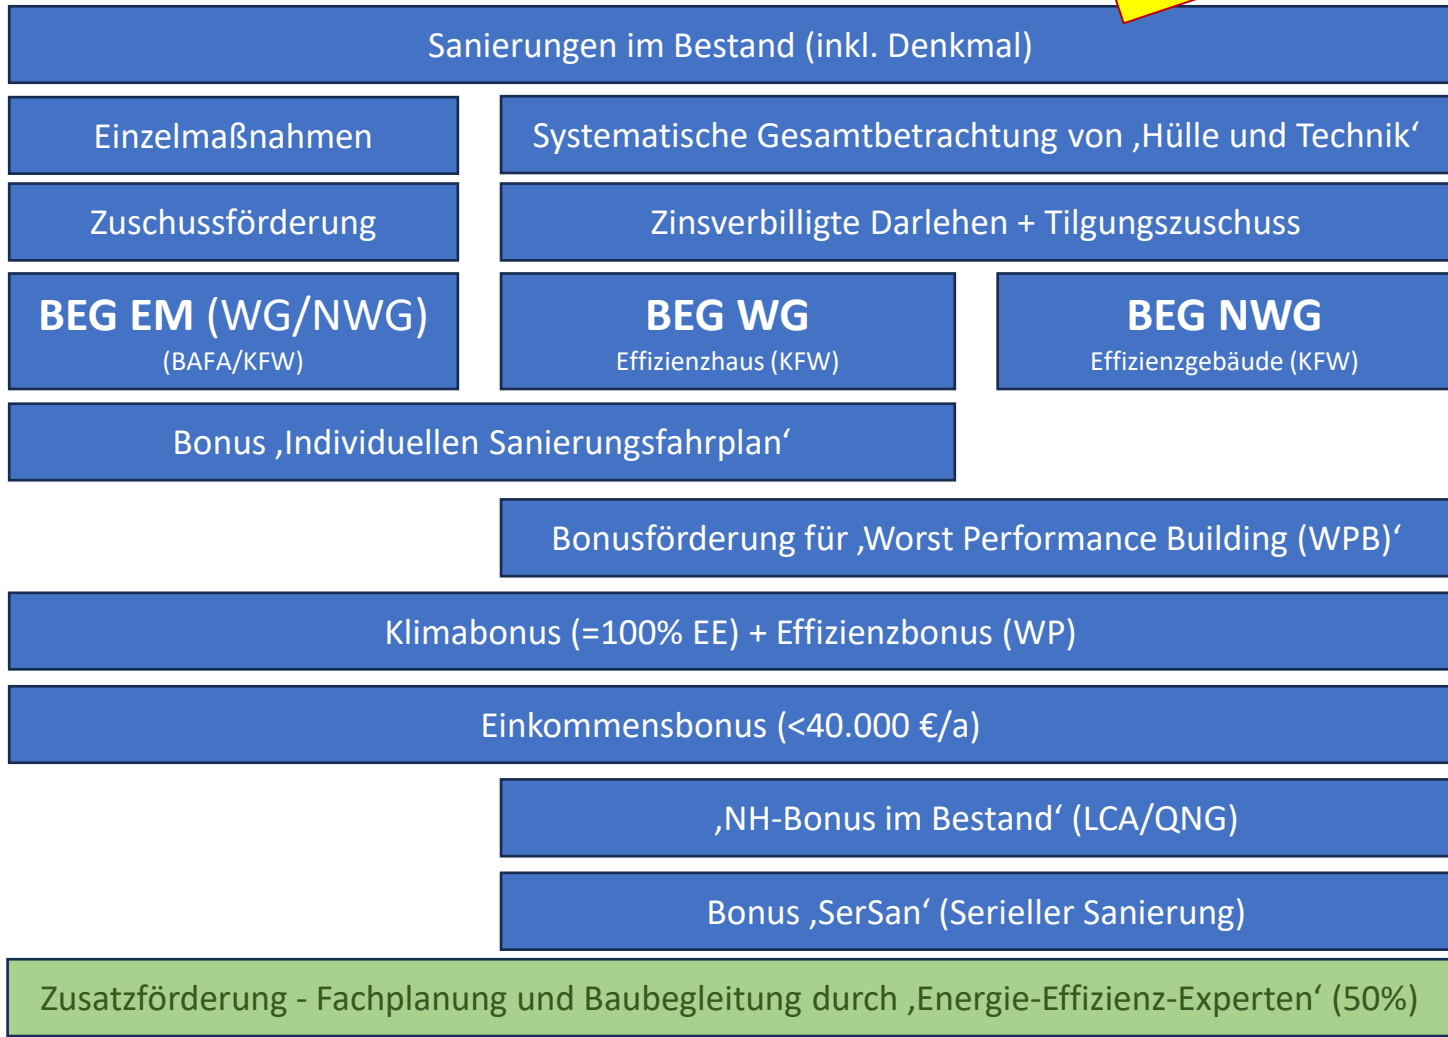 Sanierungen im Bestand (inkl. Denkmal)
Einzelmaßnahmen
Systematische Gesamtbetrachtung von ‚Hülle und Technik‘
Zuschussförderung
Zinsverbilligte Darlehen + Tilgungszuschuss
BEG EM (WG/NWG)
(BAFA/KFW)
BEG WG
Effizienzhaus (KFW)
BEG NWG
Effizienzgebäude (KFW)
Bonus ‚Individuellen Sanierungsfahrplan‘
Bonusförderung für ‚Worst Performance Building (WPB)‘
Klimabonus (=100% EE) + Effizienzbonus (WP)
Einkommensbonus (<40.000 €/a)
‚NH-Bonus im Bestand‘ (LCA/QNG)
Bonus ‚SerSan‘ (Serieller Sanierung)
Zusatzförderung - Fachplanung und Baubegleitung durch ‚Energie-Effizienz-Experten‘ (50%)